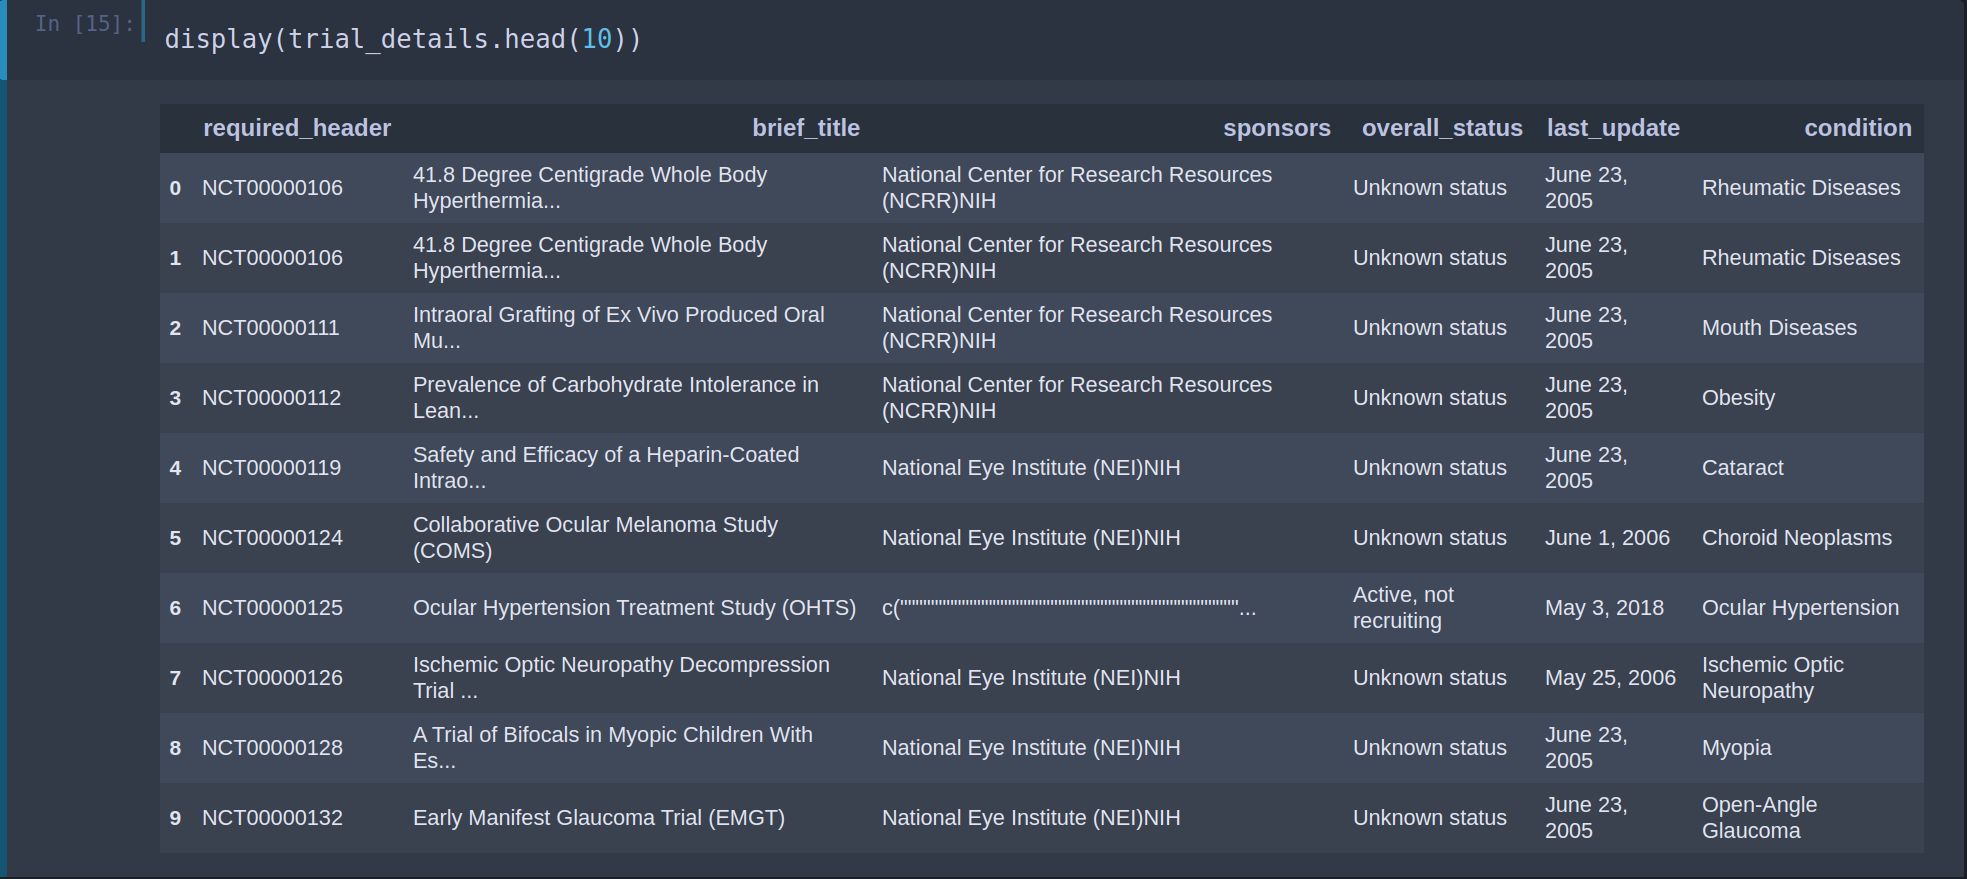 In [15]:
display(trial_details.head(10))
required_header brief_title sponsors overall_status last_update condition
0 NCT00000106 41.8 Degree Centigrade Whole Body Hyperthermia... National Center for Research Resources (NCRR)NIH Unknown status June 23, 2005 Rheumatic Diseases
1 NCT00000106 41.8 Degree Centigrade Whole Body Hyperthermia... National Center for Research Resources (NCRR)NIH Unknown status June 23, 2005 Rheumatic Diseases
2 NCT00000111 Intraoral Grafting of Ex Vivo Produced Oral Mu... National Center for Research Resources (NCRR)NIH Unknown status June 23, 2005 Mouth Diseases
3 NCT00000112 Prevalence of Carbohydrate Intolerance in Lean... National Center for Research Resources (NCRR)NIH Unknown status June 23, 2005 Obesity
4 NCT00000119 Safety and Efficacy of a Heparin-Coated Intrao... National Eye Institute (NEI)NIH Unknown status June 23, 2005 Cataract
5 NCT00000124 Collaborative Ocular Melanoma Study (COMS) National Eye Institute (NEI)NIH Unknown status June 1, 2006 Choroid Neoplasms
6 NCT00000125 Ocular Hypertension Treatment Study (OHTS) c("""""""""""""""""""""""""""""""""""""""""""... Active, not recruiting May 3, 2018 Ocular Hypertension
7 NCT00000126 Ischemic Optic Neuropathy Decompression Trial ... National Eye Institute (NEI)NIH Unknown status May 25, 2006 Ischemic Optic Neuropathy
8 NCT00000128 A Trial of Bifocals in Myopic Children With Es... National Eye Institute (NEI)NIH Unknown status June 23, 2005 Myopia
9 NCT00000132 Early Manifest Glaucoma Trial (EMGT) National Eye Institute (NEI)NIH Unknown status June 23, 2005 Open-Angle Glaucoma